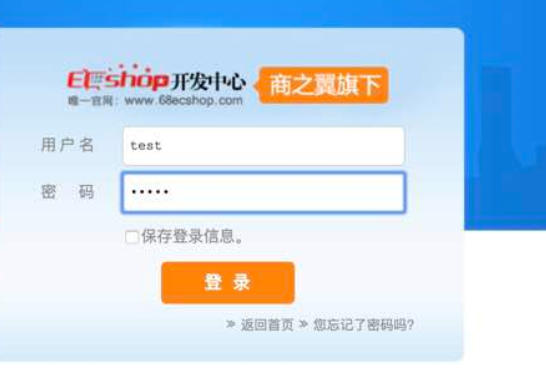 ECshop开发中心 商之翼旗下
唯一官网：www.68ecshop.com
用户名 test
密 码 •••••
保存登录信息。
登 录
» 返回首页 » 您忘记了密码吗?